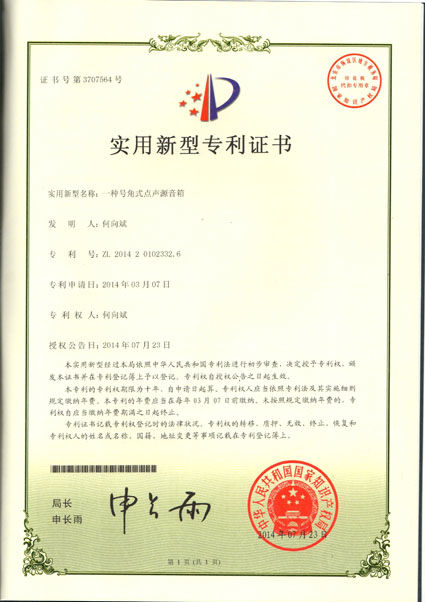 证书号第3707564号
实用新型专利证书
实用新型名称：一种号角式点声源音箱
发 明 人：何向斌
专 利 号：ZL 2014 2 0102332.6
专利申请日：2014年03月07日
专 利 权 人：何向斌
授权公告日：2014年07月23日
本实用新型经过本局依照中华人民共和国专利法进行初步审查，决定授予专利权，颁
发本证书并在专利登记簿上予以登记。专利权自授权公告之日起生效。
本专利的专利权期限为十年，自申请日起算。专利权人应当依照专利法及其实施细则
规定缴纳年费。本专利的年费应当在每年03月07日前缴纳。未按照规定缴纳年费的，专利
权自应当缴纳年费期满之日起终止。
专利证书记载专利权登记时的法律状况。专利权的转移、质押、无效、终止、恢复和
专利权人的姓名或名称、国籍、地址变更等事项记载在专利登记簿上。
局长
申长雨
申长雨
中华人民共和国国家知识产权局
2014年07月23日
第1页(共1页)